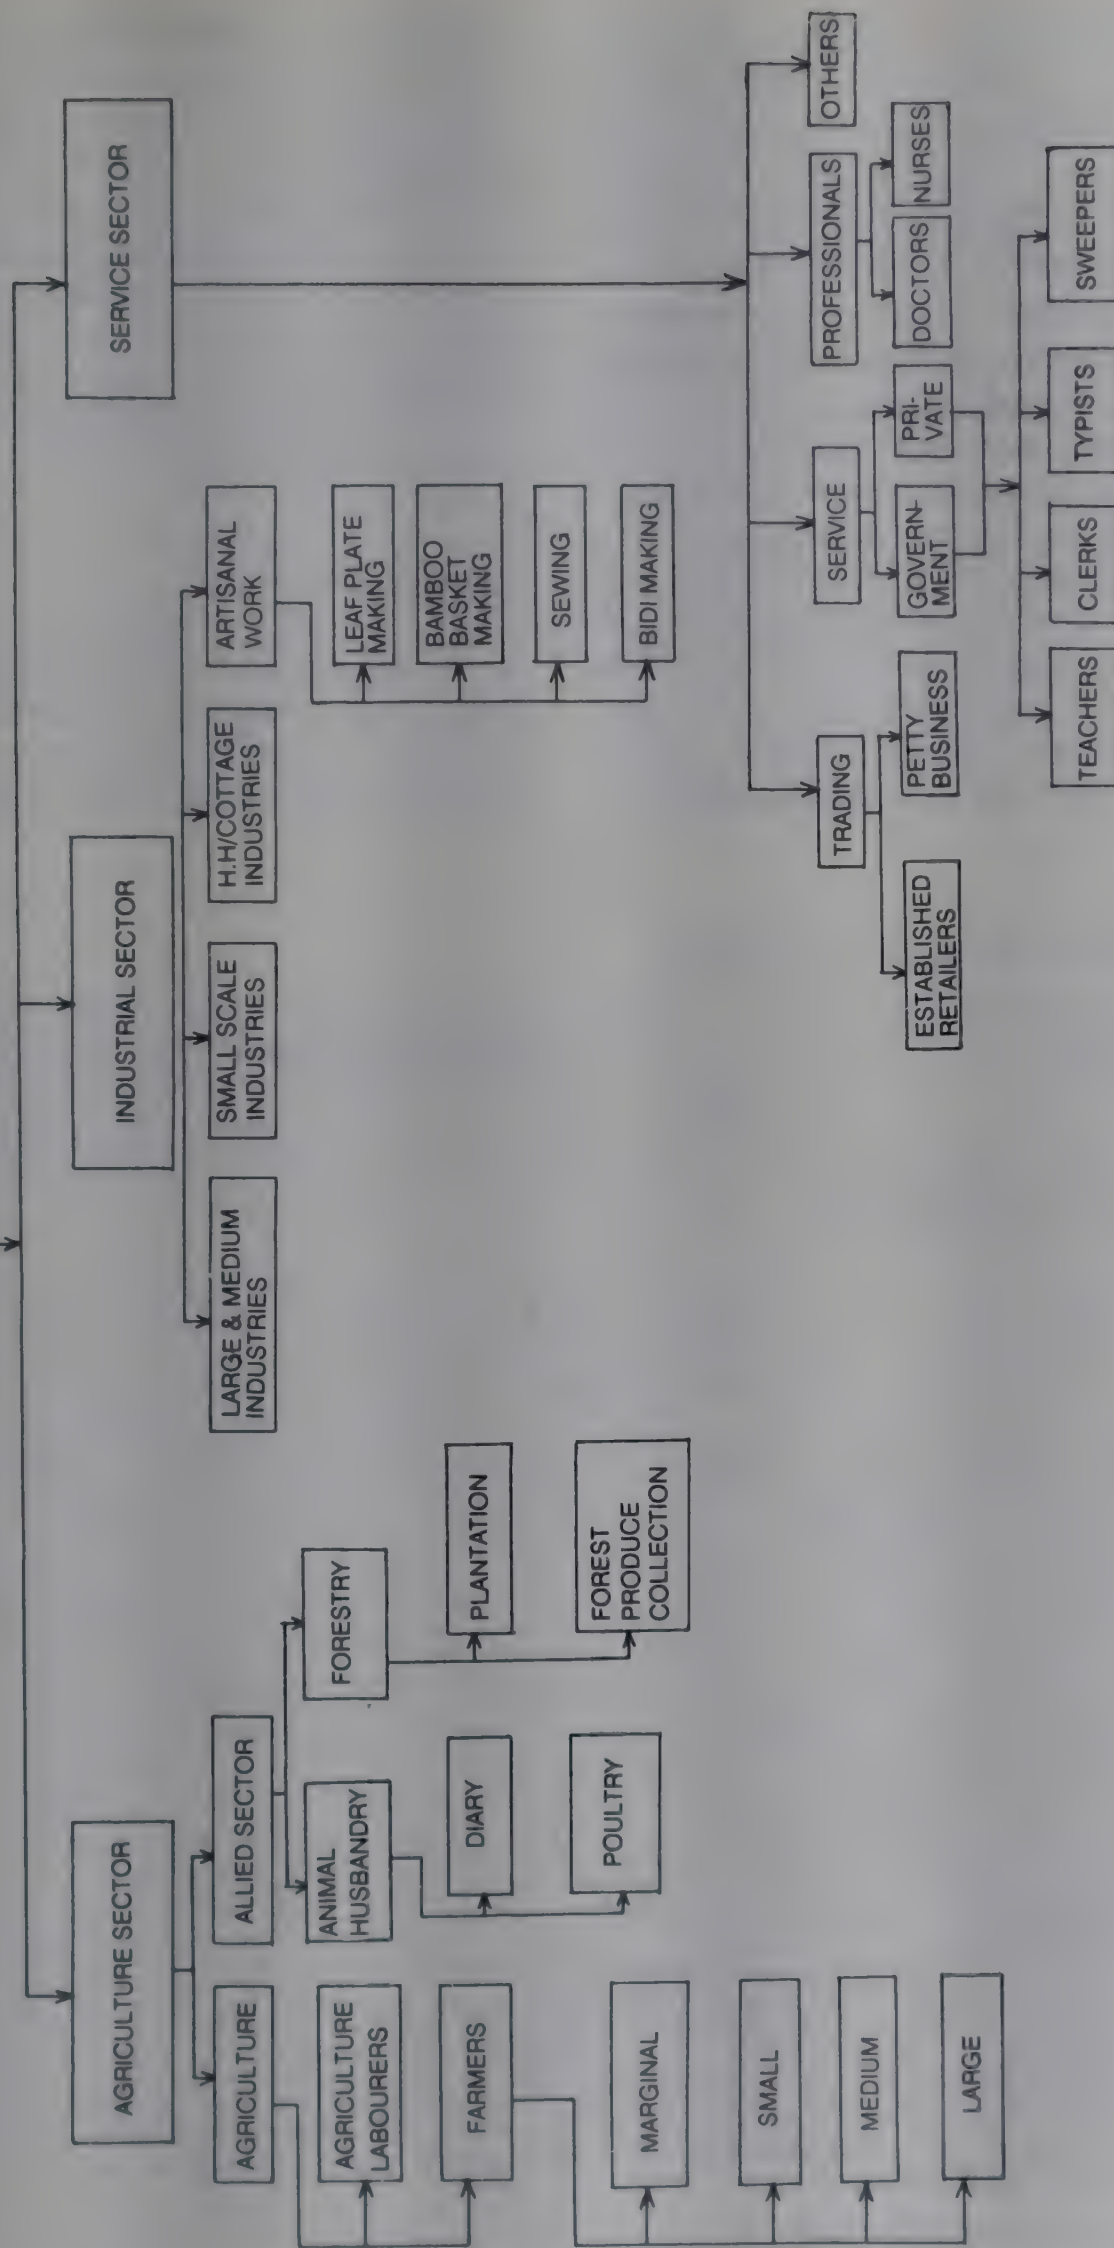 AGRICULTURE SECTOR
INDUSTRIAL SECTOR
SERVICE SECTOR
AGRICULTURE
ALLIED SECTOR
LARGE & MEDIUM
INDUSTRIES
SMALL SCALE
INDUSTRIES
H.H/COTTAGE
INDUSTRIES
ARTISANAL
WORK
AGRICULTURE
LABOURERS
ANIMAL
HUSBANDRY
FORESTRY
LEAF PLATE
MAKING
FARMERS
DIARY
PLANTATION
BAMBOO
BASKET
MAKING
SEWING
POULTRY
FOREST
PRODUCE
COLLECTION
BIDI MAKING
MARGINAL
SMALL
MEDIUM
LARGE
TRADING
SERVICE
PROFESSIONALS
OTHERS
ESTABLISHED
RETAILERS
PETTY
BUSINESS
GOVERN-
MENT
PRI-
VATE
DOCTORS
NURSES
TEACHERS
CLERKS
TYPISTS
SWEEPERS